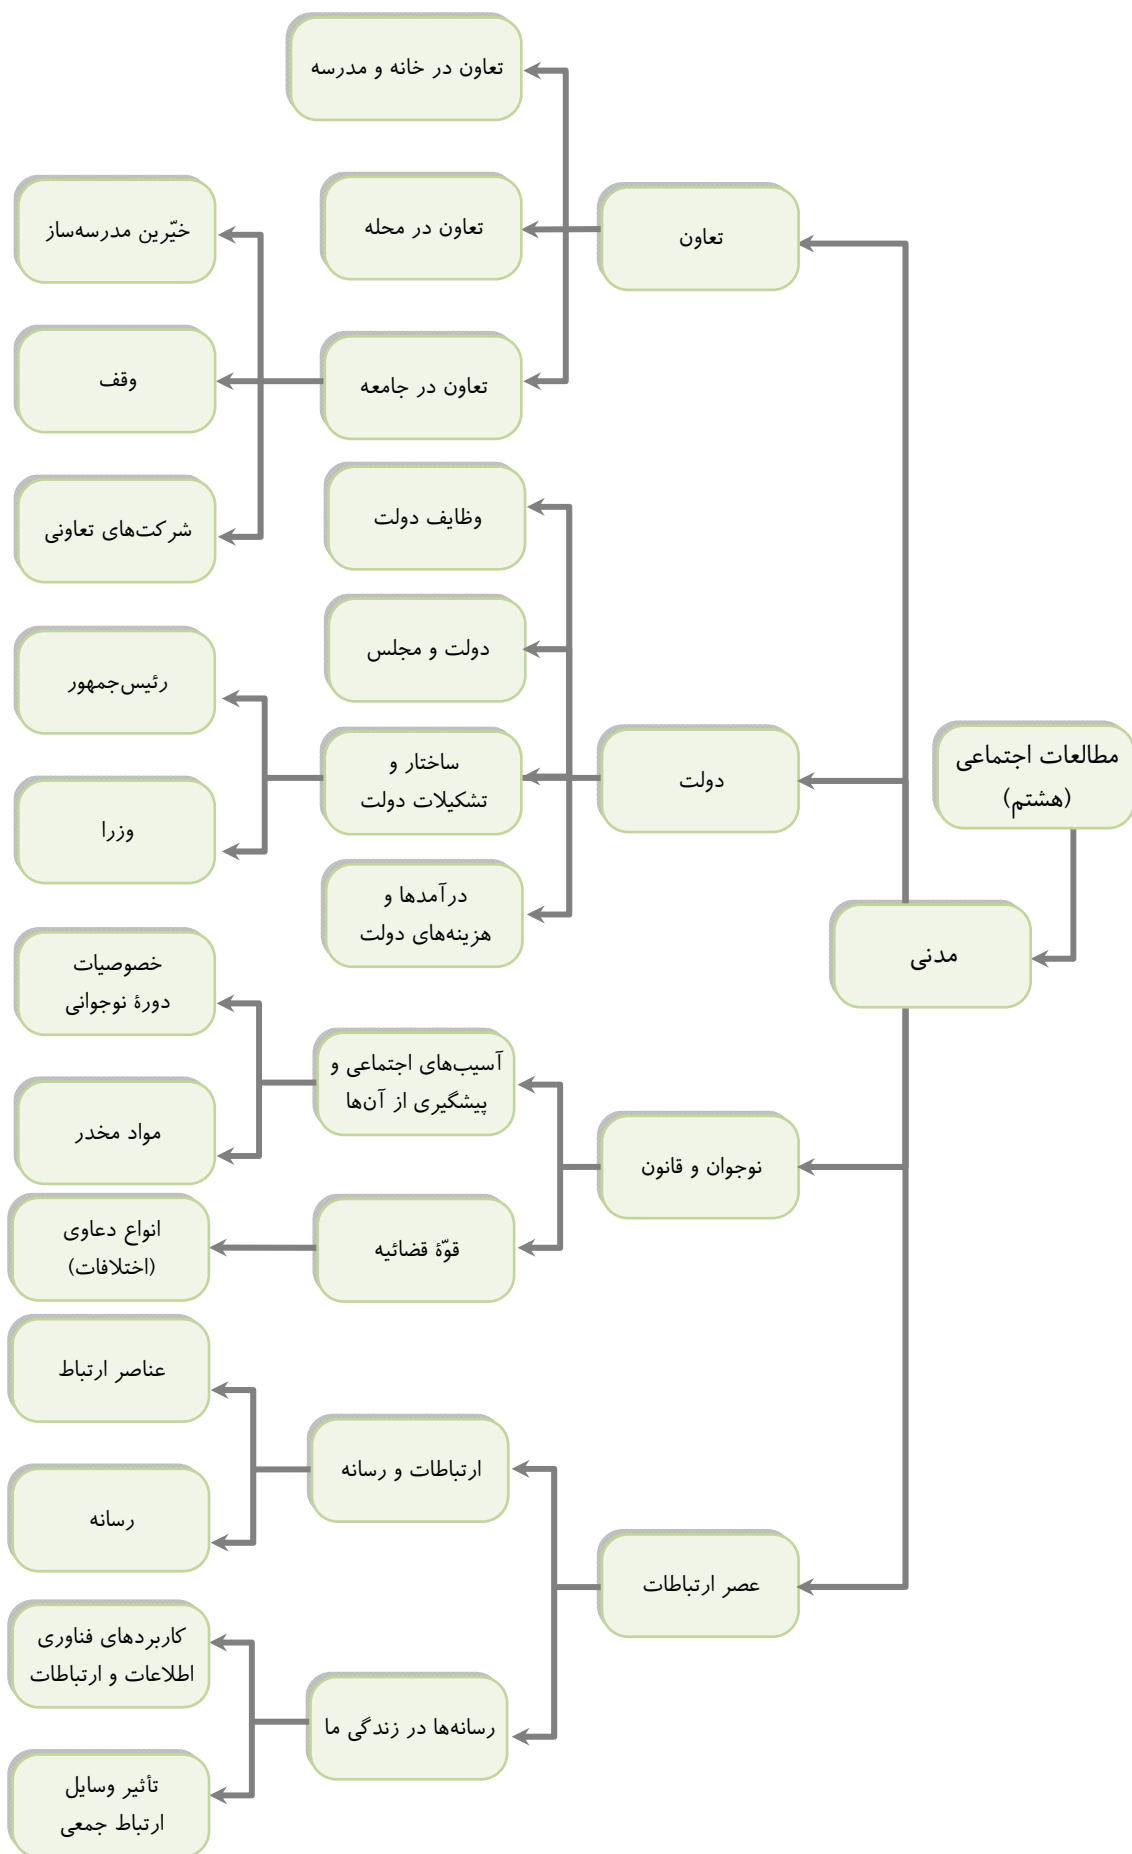 مطالعات اجتماعی
(هشتم)
مدنی
تعاون
تعاون در خانه و مدرسه
تعاون در محله
تعاون در جامعه
خیّرین مدرسه‌ساز
وقف
شرکت‌های تعاونی
دولت
وظایف دولت
دولت و مجلس
ساختار و
تشکیلات دولت
رئیس‌جمهور
وزرا
درآمدها و
هزینه‌های دولت
نوجوان و قانون
آسیب‌های اجتماعی و
پیشگیری از آن‌ها
خصوصیات
دورۀ نوجوانی
مواد مخدر
قوّۀ قضائیه
انواع دعاوی
(اختلافات)
عصر ارتباطات
ارتباطات و رسانه
عناصر ارتباط
رسانه
رسانه‌ها در زندگی ما
کاربردهای فناوری
اطلاعات و ارتباطات
تأثیر وسایل
ارتباط جمعی